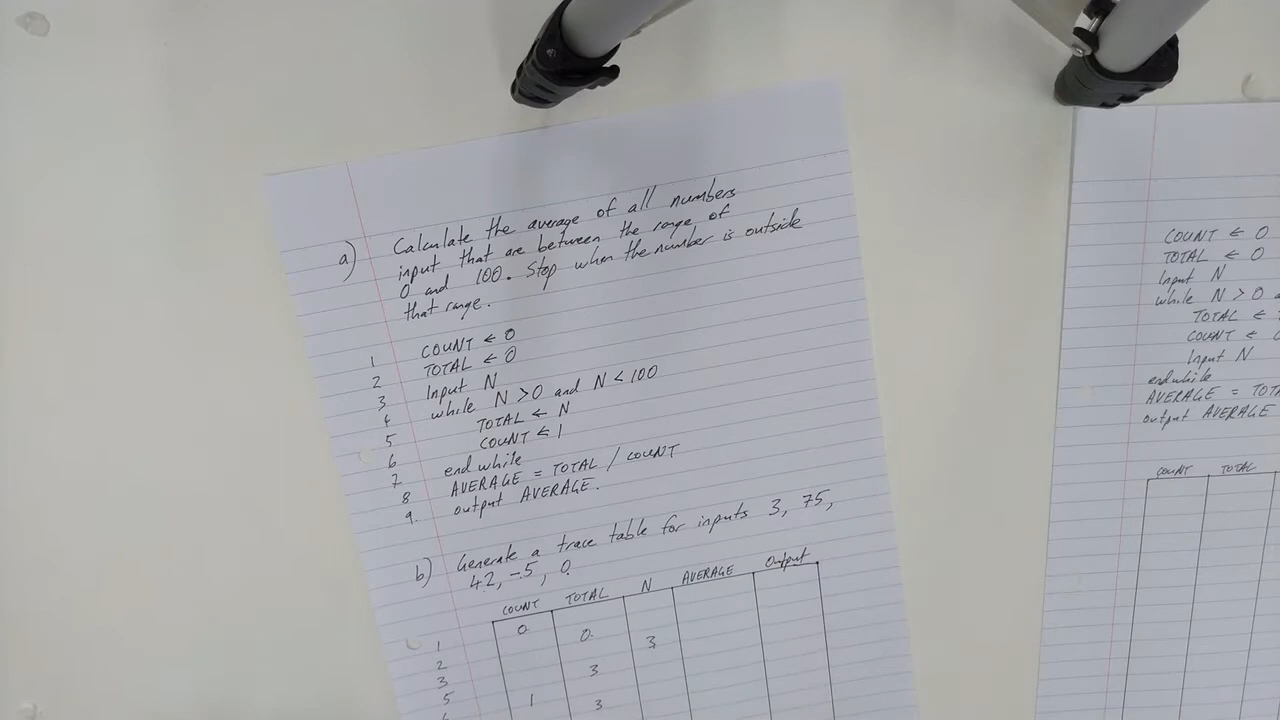 a) Calculate the average of all numbers
input that are between the range of
0 and 100. Stop when the number is outside
that range.
1 COUNT ← 0
2 TOTAL ← 0
3 Input N
4 while N > 0 and N < 100
5 TOTAL ← N
6 COUNT ← 1
7 end while
8 AVERAGE = TOTAL / COUNT
9. output AVERAGE.
b) Generate a trace table for inputs 3, 75,
42, -5, 0.
COUNT TOTAL N AVERAGE Output
1 0
2 0
3 3
5 3
1 3
COUNT ← 0
TOTAL ← 0
Input N
while N > 0
TOTAL ←
COUNT ←
Input N
endwhile
AVERAGE =
output AVERAGE
COUNT TOTAL